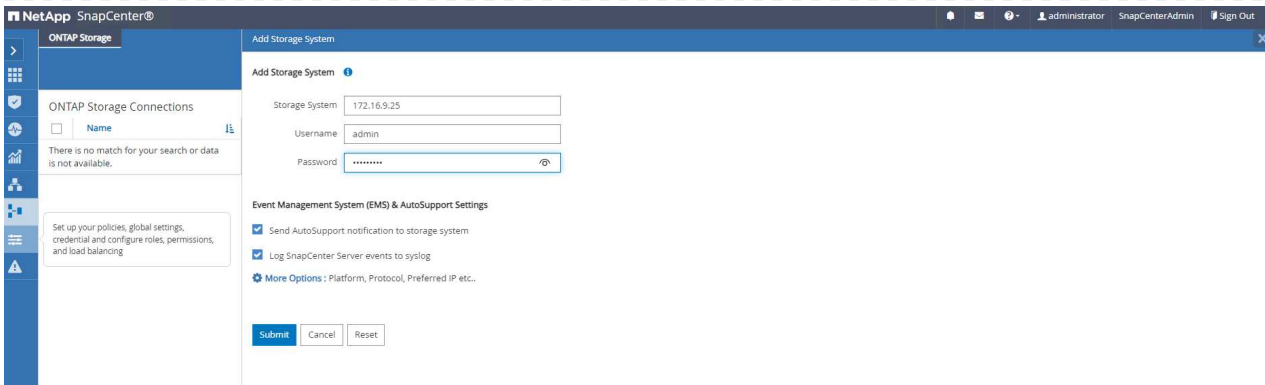 NetApp SnapCenter®
administrator SnapCenterAdmin Sign Out
ONTAP Storage
Add Storage System
Add Storage System
ONTAP Storage Connections
Name
There is no match for your search or data
is not available.
Set up your policies, global settings,
credential and configure roles, permissions,
and load balancing
Storage System 172.16.9.25
Username admin
Password •••••••••
Event Management System (EMS) & AutoSupport Settings
Send AutoSupport notification to storage system
Log SnapCenter Server events to syslog
More Options : Platform, Protocol, Preferred IP etc..
Submit Cancel Reset